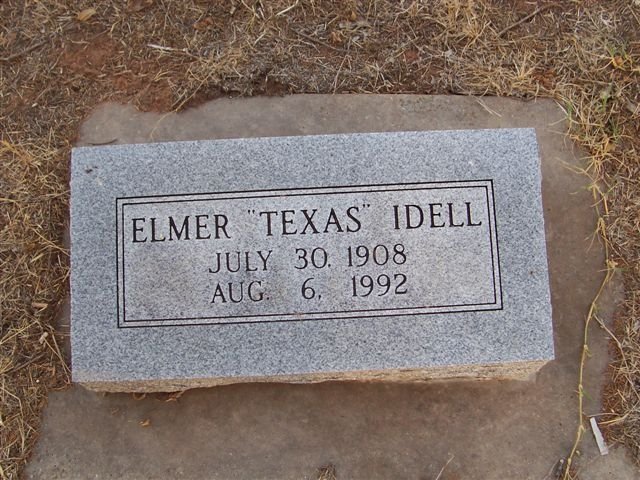 ELMER "TEXAS" IDELL
JULY 30. 1908
AUG. 6, 1992